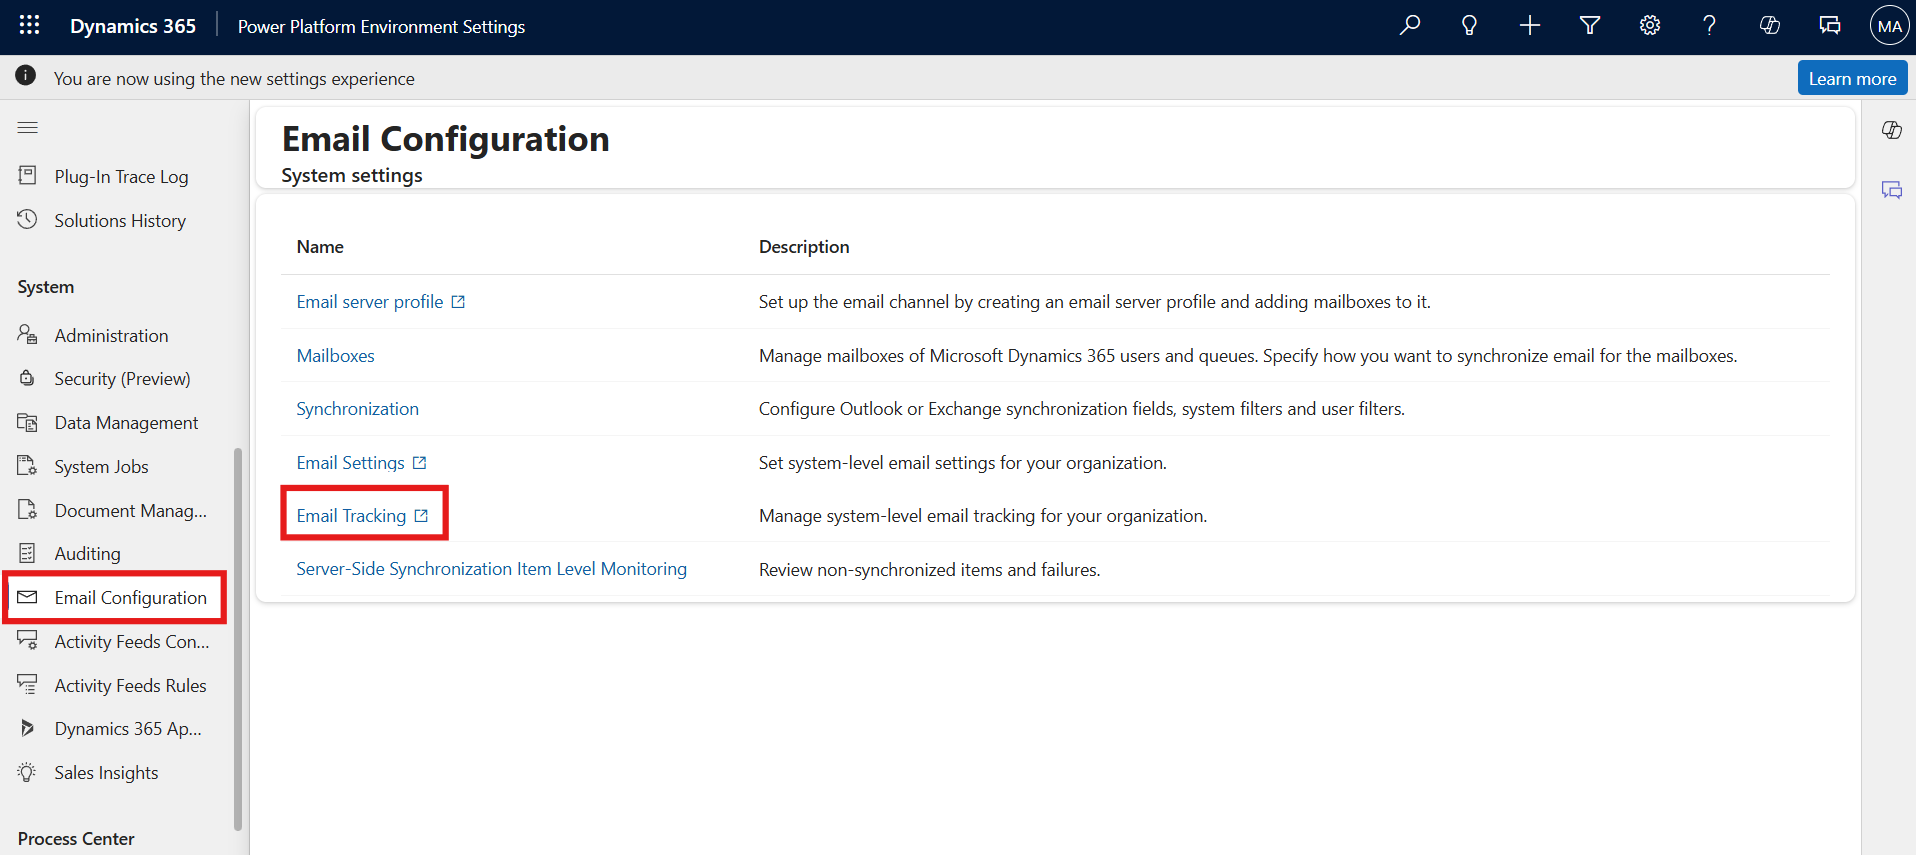 Dynamics 365 Power Platform Environment Settings MA
You are now using the new settings experience Learn more
Plug-In Trace Log
Solutions History
System
Administration
Security (Preview)
Data Management
System Jobs
Document Manag...
Auditing
Email Configuration
Activity Feeds Con...
Activity Feeds Rules
Dynamics 365 Ap...
Sales Insights
Process Center
Email Configuration
System settings
Name Description
Email server profile Set up the email channel by creating an email server profile and adding mailboxes to it.
Mailboxes Manage mailboxes of Microsoft Dynamics 365 users and queues. Specify how you want to synchronize email for the mailboxes.
Synchronization Configure Outlook or Exchange synchronization fields, system filters and user filters.
Email Settings Set system-level email settings for your organization.
Email Tracking Manage system-level email tracking for your organization.
Server-Side Synchronization Item Level Monitoring Review non-synchronized items and failures.